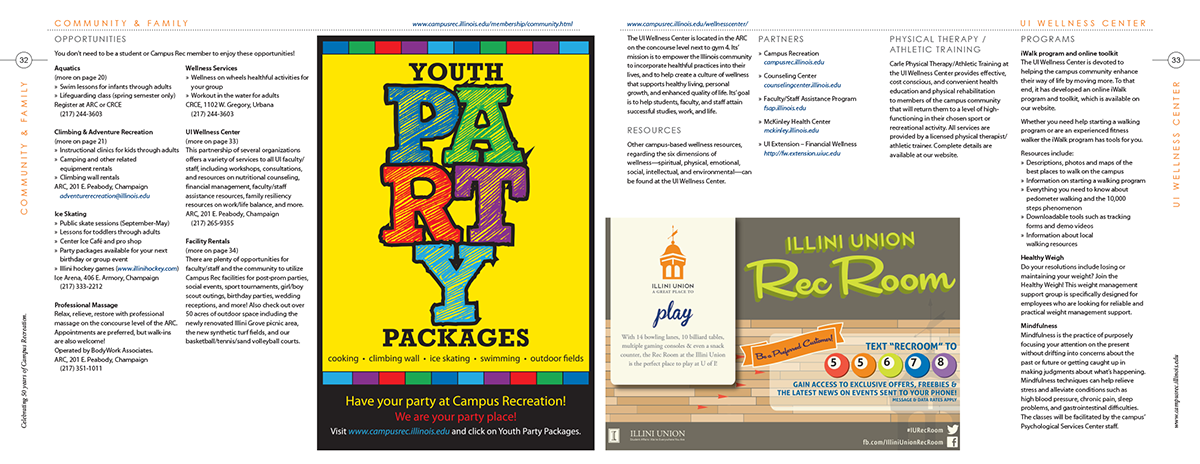 COMMUNITY & FAMILY
www.campusrec.illinois.edu/membership/community.html
OPPORTUNITIES
32
COMMUNITY & FAMILY
Celebrating 50 years of Campus Recreation.
You don't need to be a student or Campus Rec member to enjoy these opportunities!
Aquatics
(more on page 20)
» Swim lessons for infants through adults
» Lifeguarding class (spring semester only)
Register at ARC or CRCE
(217) 244-3603
Climbing & Adventure Recreation
(more on page 21)
» Instructional clinics for kids through adults
» Camping and other related
equipment rentals
» Climbing wall rentals
ARC, 201 E. Peabody, Champaign
adventurerecreation@illinois.edu
Ice Skating
» Public skate sessions (September-May)
» Lessons for toddlers through adults
» Center Ice Café and pro shop
» Party packages available for your next
birthday or group event
» Illini hockey games (www.illinihockey.com)
Ice Arena, 406 E. Armory, Champaign
(217) 333-2212
Professional Massage
Relax, relieve, restore with professional
massage on the concourse level of the ARC.
Appointments are preferred, but walk-ins
are also welcome!
Operated by BodyWork Associates.
ARC, 201 E. Peabody, Champaign
(217) 351-1011
Wellness Services
» Wellness on wheels healthful activities for
your group
» Workout in the water for adults
CRCE, 1102 W. Gregory, Urbana
(217) 244-3603
UI Wellness Center
(more on page 33)
This partnership of several organizations
offers a variety of services to all UI faculty/
staff, including workshops, consultations,
and resources on nutritional counseling,
financial management, faculty/staff
assistance resources, family resiliency
resources on work/life balance, and more.
ARC, 201 E. Peabody, Champaign
(217) 265-9355
Facility Rentals
(more on page 34)
There are plenty of opportunities for
faculty/staff and the community to utilize
Campus Rec facilities for post-prom parties,
social events, sport tournaments, girl/boy
scout outings, birthday parties, wedding
receptions, and more! Also check out over
50 acres of outdoor space including the
newly renovated Illini Grove picnic area,
the new synthetic turf fields, and our
basketball/tennis/sand volleyball courts.
YOUTH
PA
RT
Y
PACKAGES
cooking • climbing wall • ice skating • swimming • outdoor fields
Have your party at Campus Recreation!
We are your party place!
Visit www.campusrec.illinois.edu and click on Youth Party Packages.
www.campusrec.illinois.edu/wellnesscenter/
UI WELLNESS CENTER
The UI Wellness Center is located in the ARC
on the concourse level next to gym 4. Its'
mission is to empower the Illinois community
to incorporate healthful practices into their
lives, and to help create a culture of wellness
that supports healthy living, personal
growth, and enhanced quality of life. Its' goal
is to help students, faculty, and staff attain
successful studies, work, and life.
RESOURCES
Other campus-based wellness resources,
regarding the six dimensions of
wellness—spiritual, physical, emotional,
social, intellectual, and environmental—can
be found at the UI Wellness Center.
PARTNERS
» Campus Recreation
campusrec.illinois.edu
» Counseling Center
counselingcenter.illinois.edu
» Faculty/Staff Assistance Program
fsap.illinois.edu
» McKinley Health Center
mckinley.illinois.edu
» UI Extension – Financial Wellness
http://fw.extension.uiuc.edu
PHYSICAL THERAPY /
ATHLETIC TRAINING
Carle Physical Therapy/Athletic Training at
the UI Wellness Center provides effective,
cost conscious, and convenient health
education and physical rehabilitation
to members of the campus community
that will return them to a level of high-
functioning in their chosen sport or
recreational activity. All services are
provided by a licensed physical therapist/
athletic trainer. Complete details are
available at our website.
PROGRAMS
iWalk program and online toolkit
The UI Wellness Center is devoted to
helping the campus community enhance
their way of life by moving more. To that
end, it has developed an online iWalk
program and toolkit, which is available on
our website.
Whether you need help starting a walking
program or are an experienced fitness
walker the iWalk program has tools for you.
Resources include:
» Descriptions, photos and maps of the
best places to walk on the campus
» Information on starting a walking program
» Everything you need to know about
pedometer walking and the 10,000
steps phenomenon
» Downloadable tools such as tracking
forms and demo videos
» Information about local
walking resources
Healthy Weigh
Do your resolutions include losing or
maintaining your weight? Join the
Healthy Weigh! This weight management
support group is specifically designed for
employees who are looking for reliable and
practical weight management support.
Mindfulness
Mindfulness is the practice of purposely
focusing your attention on the present
without drifting into concerns about the
past or future or getting caught up in
making judgments about what's happening.
Mindfulness techniques can help relieve
stress and alleviate conditions such as
high blood pressure, chronic pain, sleep
problems, and gastrointestinal difficulties.
The classes will be facilitated by the campus'
Psychological Services Center staff.
33
UI WELLNESS CENTER
www.campusrec.illinois.edu
ILLINI UNION
A GREAT PLACE TO
play
With 14 bowling lanes, 10 billiard tables,
multiple gaming consoles & even a snack
counter, the Rec Room at the Illini Union
is the perfect place to play at U of I!
ILLINI UNION
Rec Room
Be a Preferred Customer!
TEXT "RECROOM" TO
5 5 6 7 8
GAIN ACCESS TO EXCLUSIVE OFFERS, FREEBIES &
THE LATEST NEWS ON EVENTS SENT TO YOUR PHONE!
MESSAGE & DATA RATES APPLY
#IURecRoom
fb.com/IlliniUnionRecRoom
I
ILLINI UNION